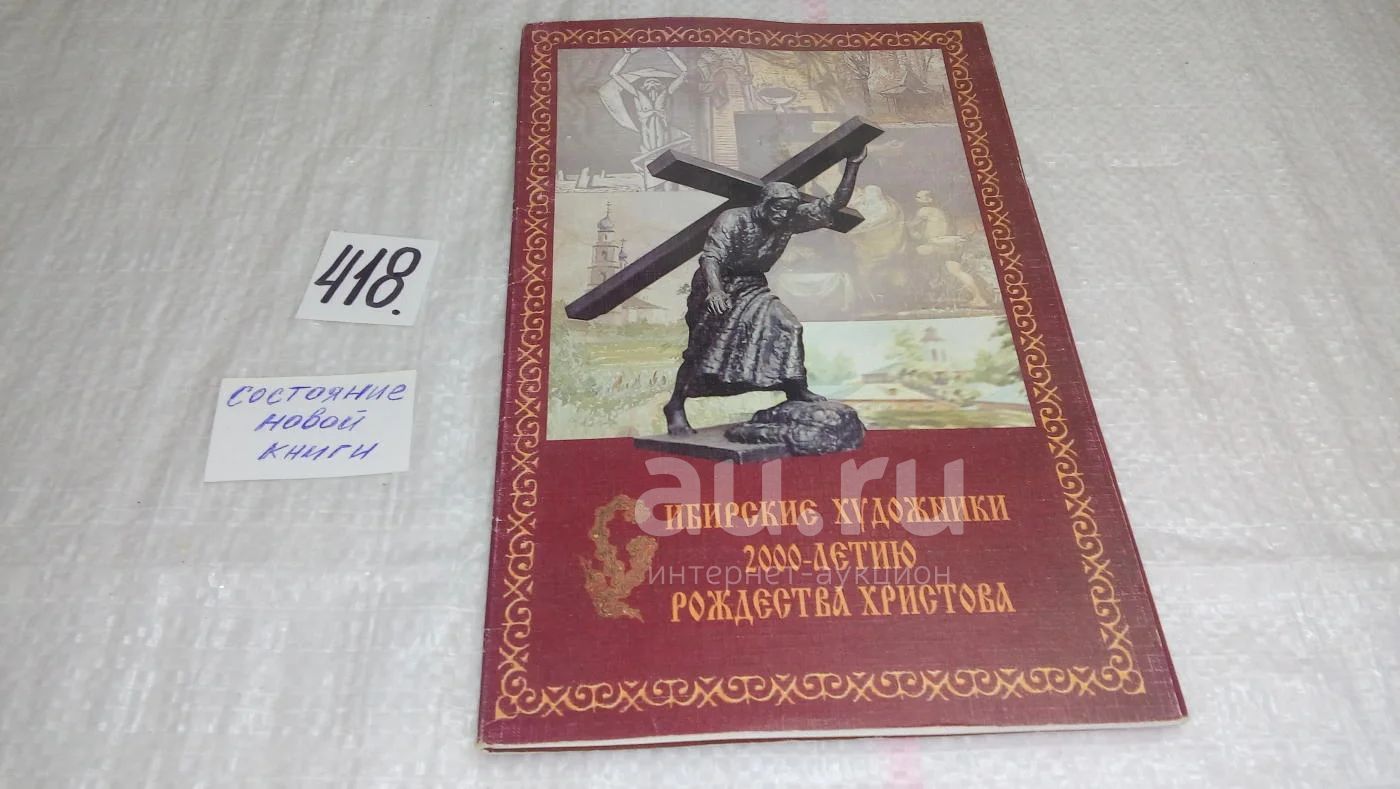 418.
состояние
новой
книги
СИБИРСКИЕ ХУДОЖНИКИ
2000-ЛЕТИЮ
РОЖДЕСТВА ХРИСТОВА
au.ru
интернет-аукцион